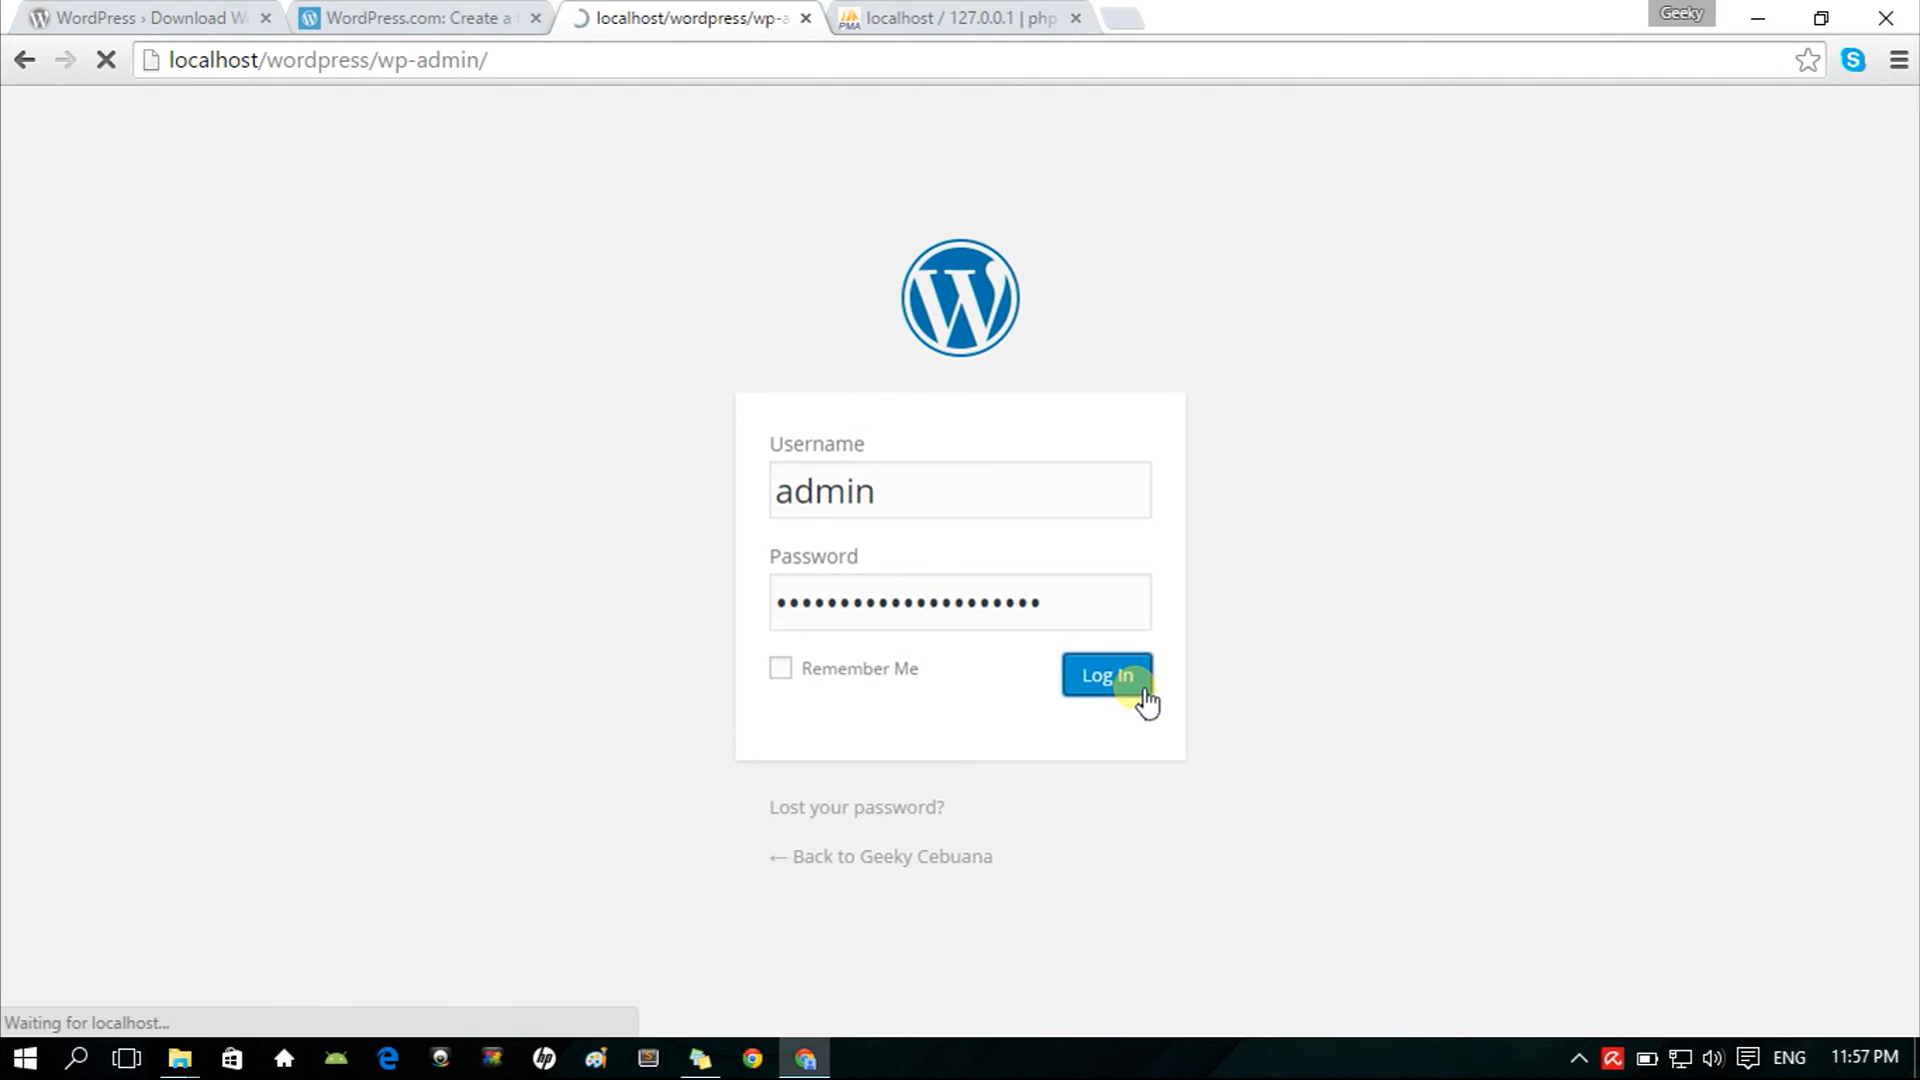 WordPress › Download W
WordPress.com: Create a
localhost/wordpress/wp-a
localhost / 127.0.0.1 | php
Geeky
localhost/wordpress/wp-admin/
Username
admin
Password
Remember Me
Log In
Lost your password?
← Back to Geeky Cebuana
Waiting for localhost...
ENG
11:57 PM